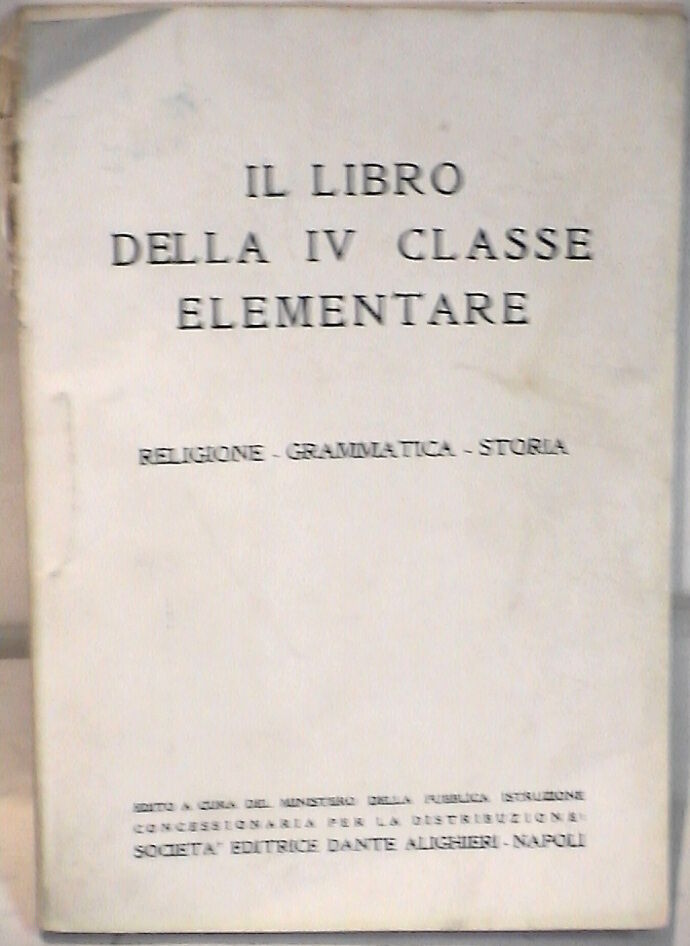 IL LIBRO
DELLA IV CLASSE
ELEMENTARE
RELIGIONE - GRAMMATICA - STORIA
EDITO A CURA DEL MINISTERO DELLA PUBBLICA ISTRUZIONE
CONCESSIONARIA PER LA DISTRIBUZIONE:
SOCIETA' EDITRICE DANTE ALIGHIERI - NAPOLI